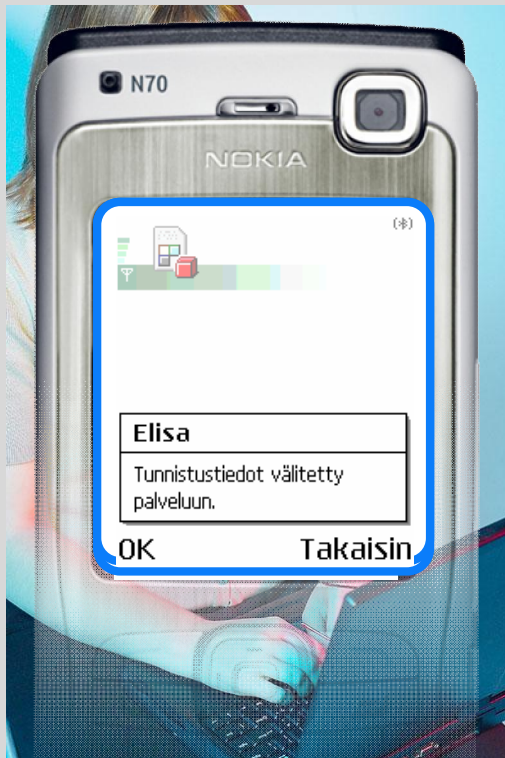 N70
NOKIA
Elisa
Tunnistustiedot välitetty
palveluun.
OK Takaisin